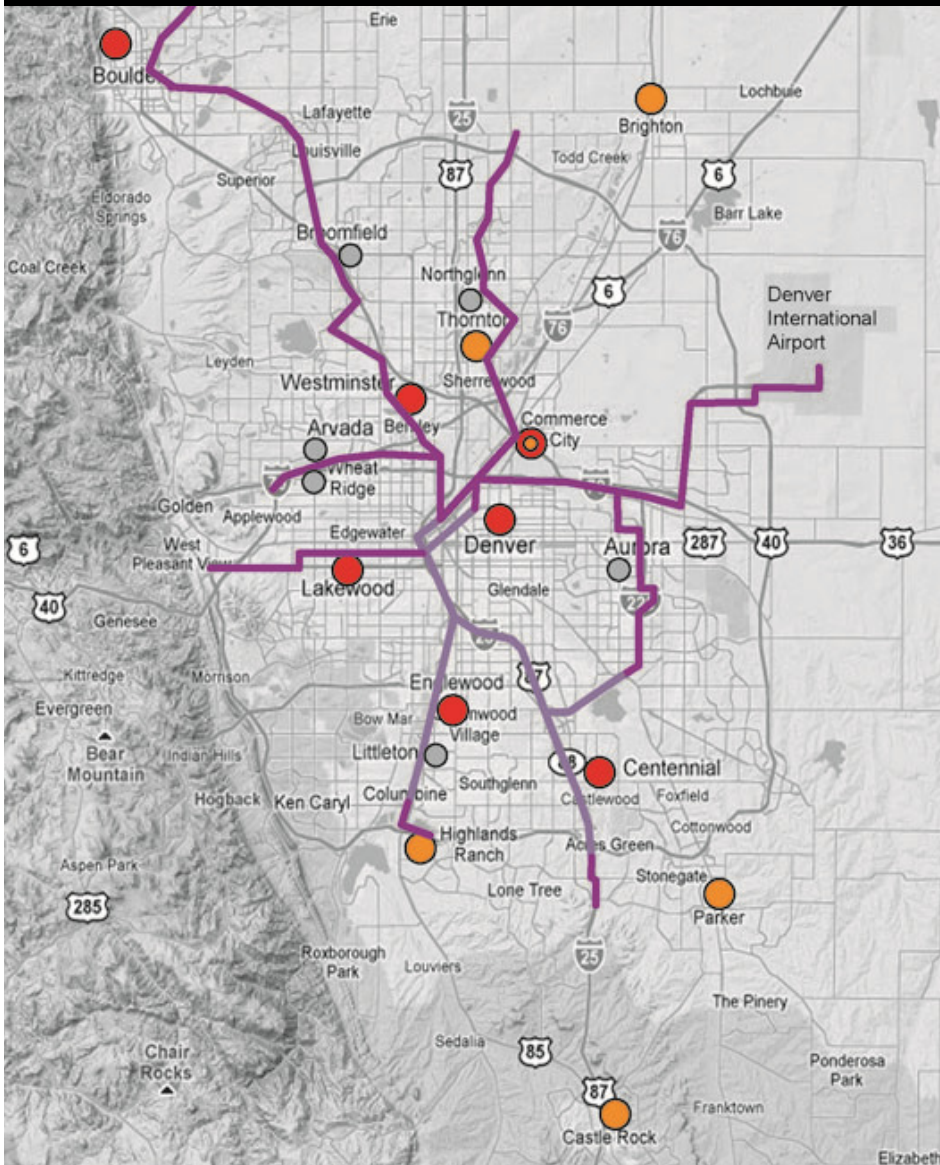 Erie
Boulder
Lochbuie
Lafayette
25
Brighton
Louisville
87
Todd Creek
6
Superior
Eldorado
Springs
Barr Lake
Broomfield
76
Coal Creek
Northglenn
6
Denver
International
Airport
Thornton
76
Leyden
Westminster
Sherrelwood
Berkley
Commerce
City
Arvada
Wheat
Ridge
Golden
Applewood
Edgewater
West
Pleasant View
6
Denver
Aurora
287
40
36
Lakewood
Glendale
40
Genesee
Kittredge
Morrison
Englewood
Evergreen
Bow Mar
Village
Bear
Mountain
Indian Hills
Littleton
Centennial
Southglenn
Castlewood
Foxfield
Hogback
Ken Caryl
Columbine
Cottonwood
Highlands
Ranch
Acres Green
Aspen Park
Stonegate
285
Lone Tree
Parker
Roxborough
Park
25
Louviers
The Pinery
Sedalia
85
Chair
Rocks
Ponderosa
Park
87
Franktown
Castle Rock
Elizabeth